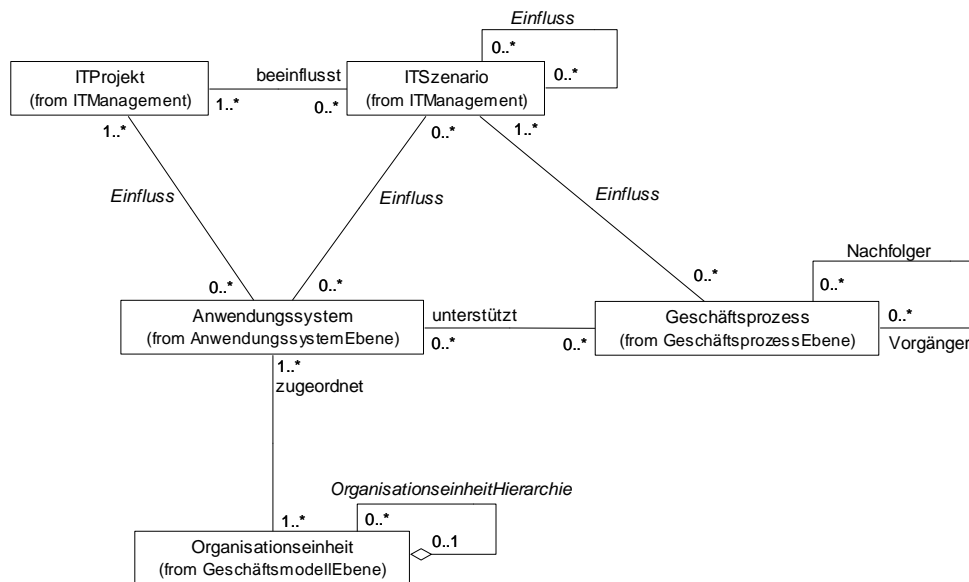 Einfluss
0..*
0..*
ITProjekt
(from ITManagement)
beeinflusst
1..*
0..*
ITSzenario
(from ITManagement)
1..*
0..*
1..*
Einfluss
Einfluss
Einfluss
0..*
0..*
0..*
Nachfolger
0..*
0..*
Vorgänger
Anwendungssystem
(from AnwendungssystemEbene)
unterstützt
0..*
0..*
Geschäftsprozess
(from GeschäftsprozessEbene)
1..*
zugeordnet
OrganisationseinheitHierarchie
1..*
0..*
0..1
Organisationseinheit
(from GeschäftsmodellEbene)